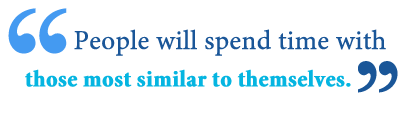 “People will spend time with
those most similar to themselves.”